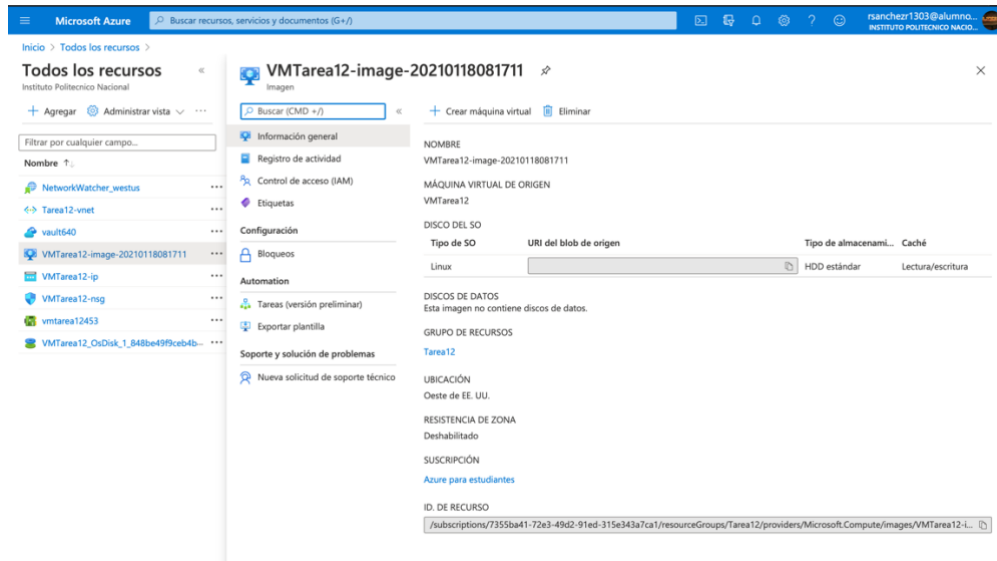 Microsoft Azure
Buscar recursos, servicios y documentos (G+/)
rsanchezr1303@alumno...
INSTITUTO POLITECNICO NACIO...
Inicio > Todos los recursos >
Todos los recursos
Instituto Politecnico Nacional
Agregar Administrar vista
Filtrar por cualquier campo...
Nombre
NetworkWatcher_westus
Tarea12-vnet
vault640
VMTarea12-image-20210118081711
VMTarea12-ip
VMTarea12-nsg
vmtarea12453
VMTarea12_OsDisk_1_848be49f9ceb4b...
VMTarea12-image-20210118081711
Imagen
Buscar (CMD +/)
Información general
Registro de actividad
Control de acceso (IAM)
Etiquetas
Configuración
Bloqueos
Automation
Tareas (versión preliminar)
Exportar plantilla
Soporte y solución de problemas
Nueva solicitud de soporte técnico
Crear máquina virtual Eliminar
NOMBRE
VMTarea12-image-20210118081711
MÁQUINA VIRTUAL DE ORIGEN
VMTarea12
DISCO DEL SO
Tipo de SO URI del blob de origen Tipo de almacenami... Caché
Linux HDD estándar Lectura/escritura
DISCOS DE DATOS
Esta imagen no contiene discos de datos.
GRUPO DE RECURSOS
Tarea12
UBICACIÓN
Oeste de EE. UU.
RESISTENCIA DE ZONA
Deshabilitado
SUSCRIPCIÓN
Azure para estudiantes
ID. DE RECURSO
/subscriptions/7355ba41-72e3-49d2-91ed-315e343a7ca1/resourceGroups/Tarea12/providers/Microsoft.Compute/images/VMTarea12-i...